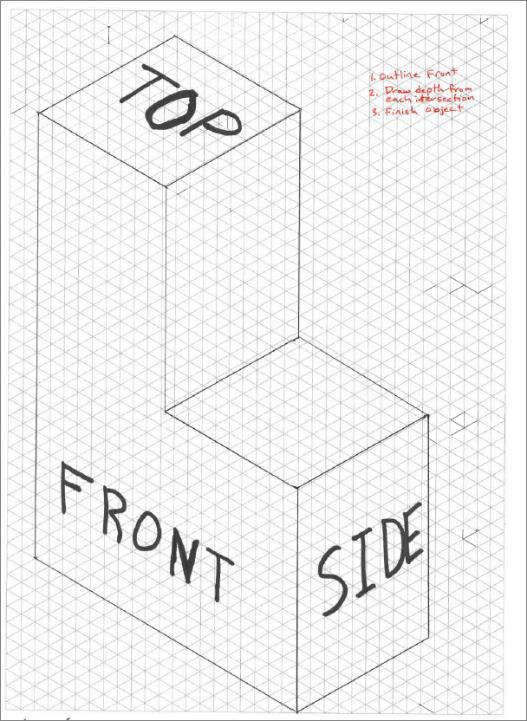 TOP
1. Outline Front
2. Draw depth from
each intersection
3. Finish object
FRONT
SIDE